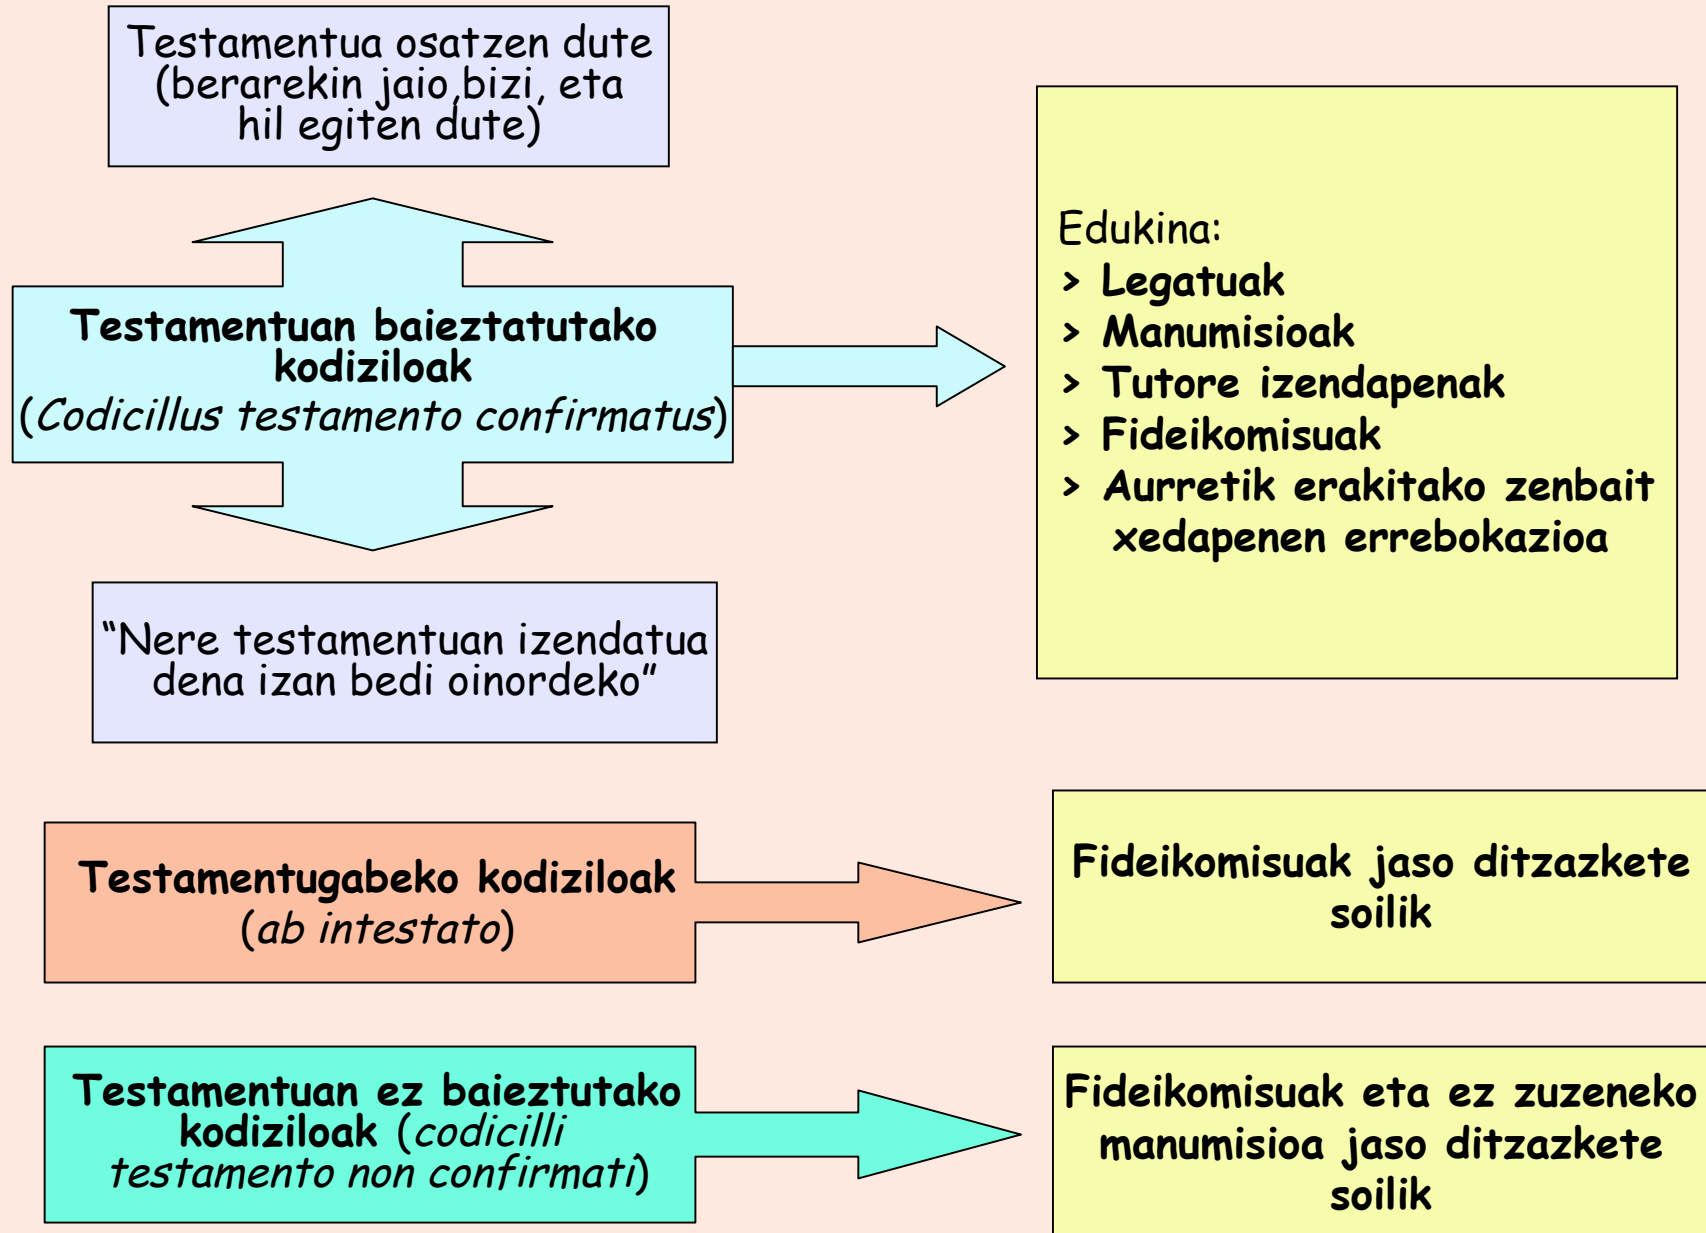 Testamentua osatzen dute
(berarekin jaio,bizi, eta
hil egiten dute)
Testamentuan baieztatutako
kodiziloak
(Codicillus testamento confirmatus)
"Nere testamentuan izendatua
dena izan bedi oinordeko"
Edukina:
> Legatuak
> Manumisioak
> Tutore izendapenak
> Fideikomisuak
> Aurretik erakitako zenbait
xedapenen errebokazioa
Testamentugabeko kodiziloak
(ab intestato)
Fideikomisuak jaso ditzazkete
soilik
Testamentuan ez baieztutako
kodiziloak (codicilli
testamento non confirmati)
Fideikomisuak eta ez zuzeneko
manumisioa jaso ditzazkete
soilik